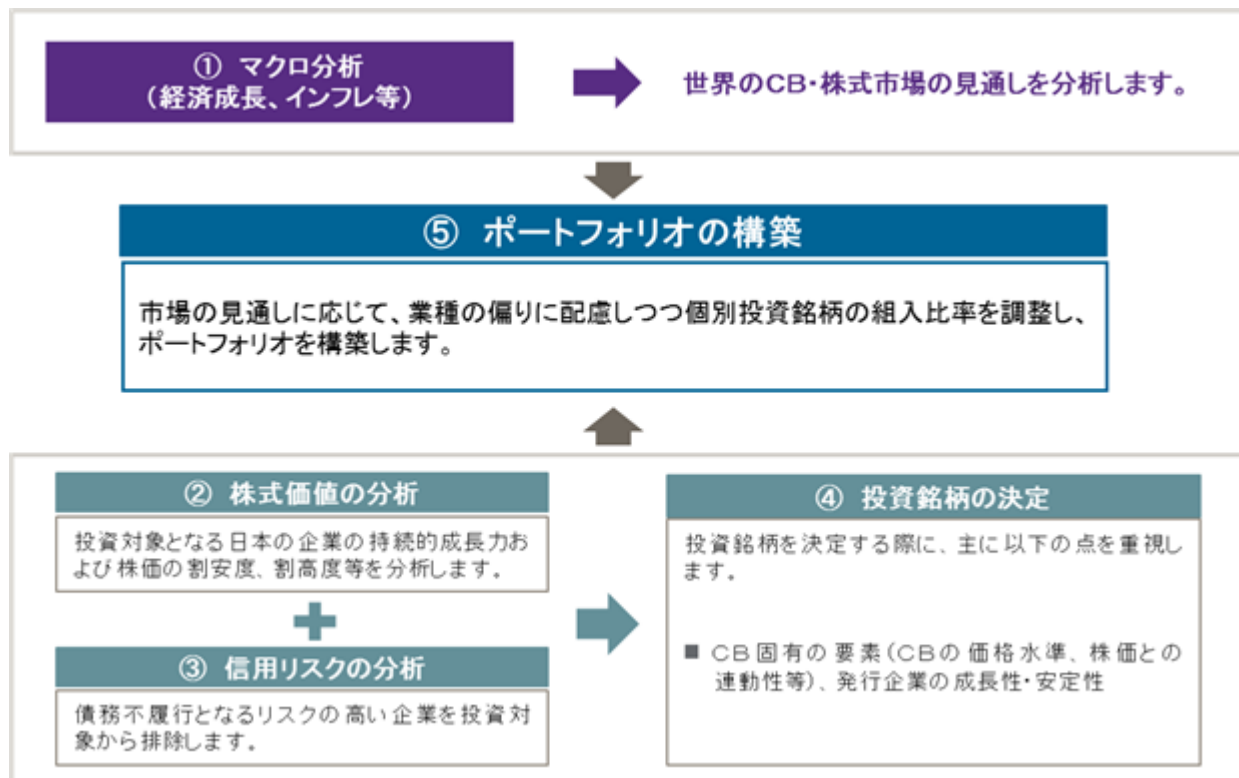 ① マクロ分析
（経済成長、インフレ等）
世界のCB・株式市場の見通しを分析します。
⑤ ポートフォリオの構築
市場の見通しに応じて、業種の偏りに配慮しつつ個別投資銘柄の組入比率を調整し、
ポートフォリオを構築します。
② 株式価値の分析
投資対象となる日本の企業の持続的成長力お
よび株価の割安度、割高度等を分析します。
③ 信用リスクの分析
債務不履行となるリスクの高い企業を投資対
象から排除します。
④ 投資銘柄の決定
投資銘柄を決定する際に、主に以下の点を重視し
ます。
■ CB固有の要素（CBの価格水準、株価との
連動性等）、発行企業の成長性・安定性